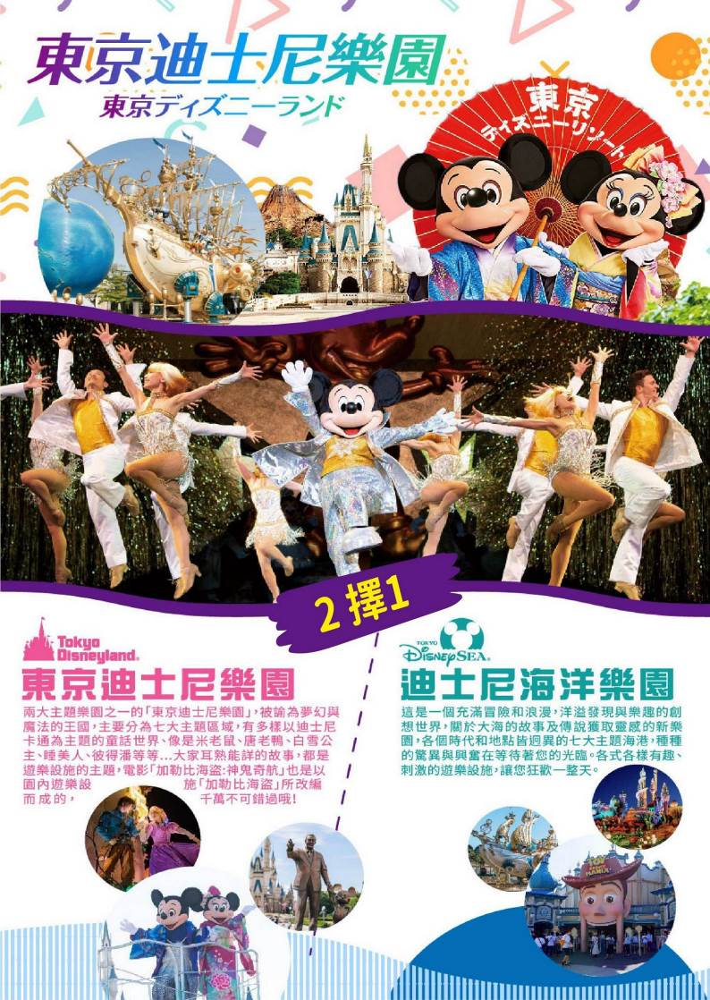 東京迪士尼樂園
東京ディズニーランド
東京
ディズニーリゾート
2擇1
Tokyo
Disneyland®
東京迪士尼樂園
兩大主題樂園之一的「東京迪士尼樂園」,被諭為夢幻與
魔法的王國,主要分為七大主題區域,有多樣以迪士尼
卡通為主題的童話世界、像是米老鼠、唐老鴨、白雪公
主、睡美人、彼得潘等等...大家耳熟能詳的故事,都是
遊樂設施的主題,電影「加勒比海盜:神鬼奇航」也是以
園內遊樂設施「加勒比海盜」所改編
而成的,千萬不可錯過哦!
TOKYO
DISNEY SEA®
迪士尼海洋樂園
這是一個充滿冒險和浪漫,洋溢發現與樂趣的創
想世界,關於大海的故事及傳說獲取靈感的新樂
園,各個時代和地點皆迥異的七大主題海港,種種
的驚異與興奮在等待著您的光臨。各式各樣有趣、
刺激的遊樂設施,讓您狂歡一整天。
TOY
MANIA!